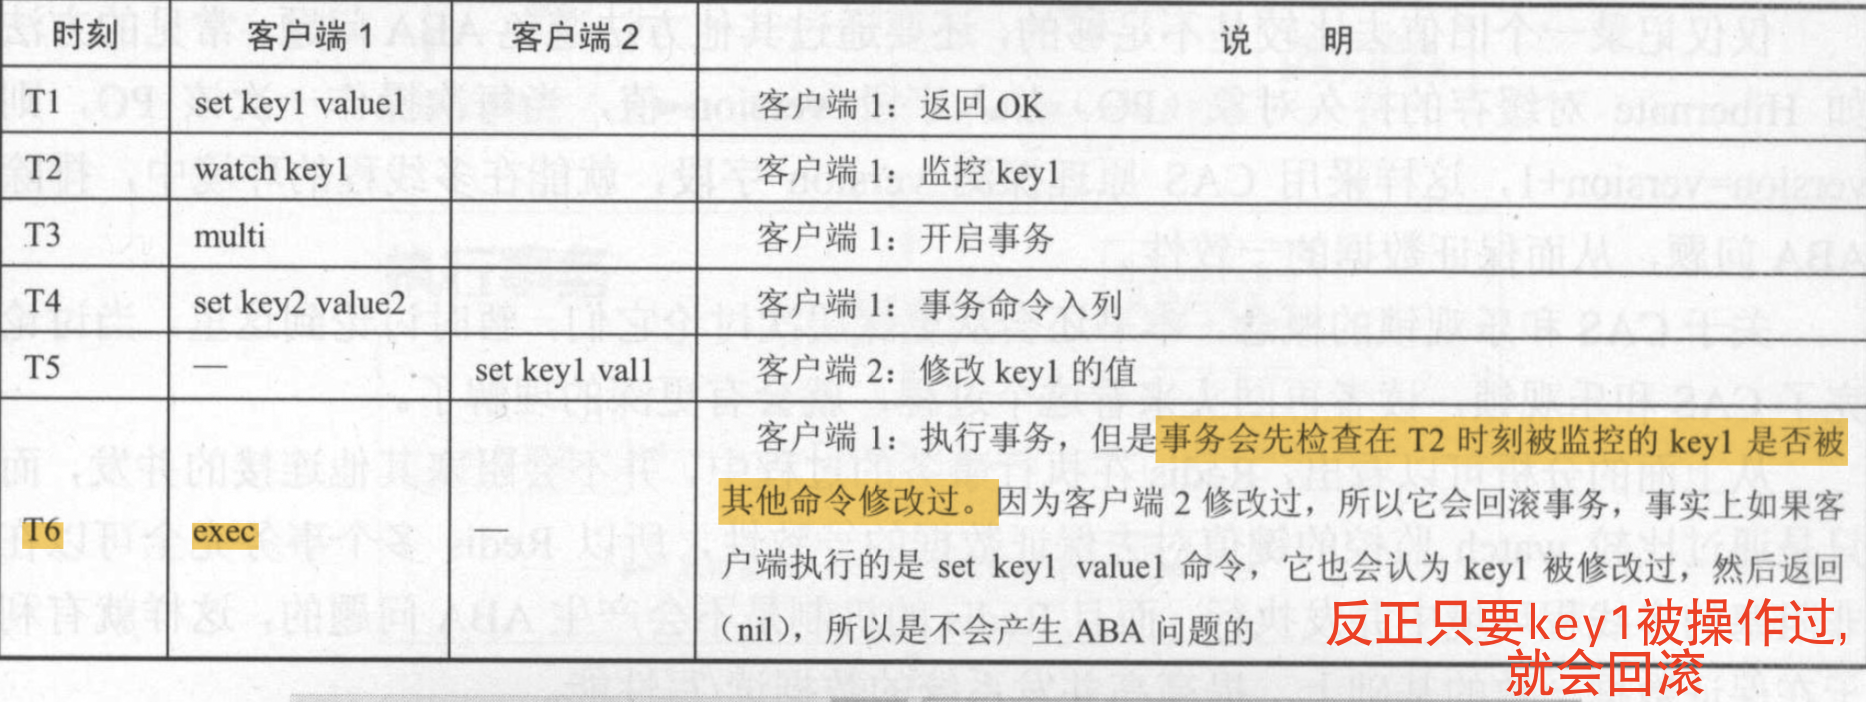 时刻 客户端 1 客户端 2 说 明
T1 set key1 value1 客户端 1：返回 OK
T2 watch key1 客户端 1：监控 key1
T3 multi 客户端 1：开启事务
T4 set key2 value2 客户端 1：事务命令入列
T5 — set key1 val1 客户端 2：修改 key1 的值
客户端 1：执行事务，但是事务会先检查在 T2 时刻被监控的 key1 是否被
其他命令修改过。因为客户端 2 修改过，所以它会回滚事务，事实上如果客
T6 exec —
户端执行的是 set key1 value1 命令，它也会认为 key1 被修改过，然后返回
（nil），所以是不会产生 ABA 问题的
反正只要key1被操作过,
就会回滚